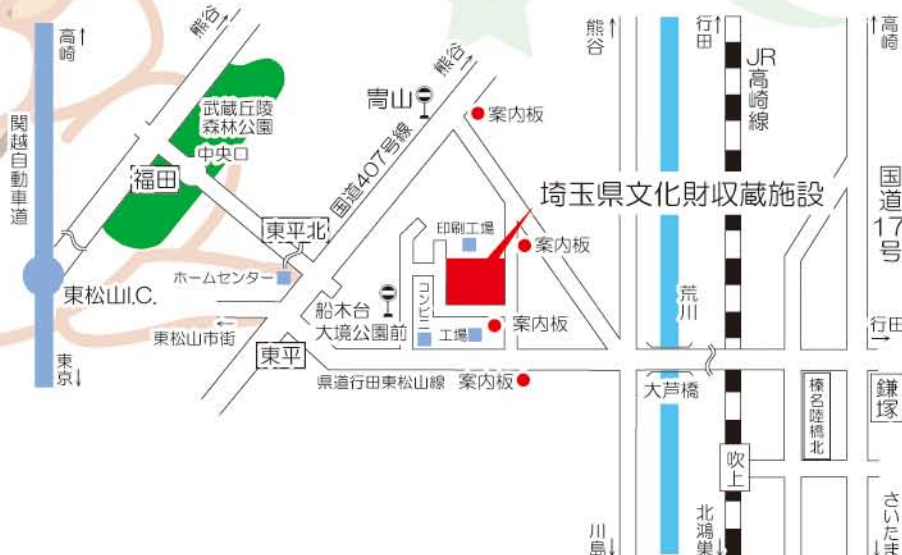 高崎↑
関越自動車道
東京↓
東松山I.C.
熊谷↑
武蔵丘陵
森林公園
中央口
福田
東平北
ホームセンター
東松山市街
←
東平
国道407号線
熊谷↑
冑山
案内板
印刷工場
案内板
埼玉県文化財収蔵施設
コンビニ
船木台
大境公園前
工場
案内板
県道行田東松山線
案内板
熊谷↑
荒川
大芦橋
川島↓
行田↑
JR高崎線
吹上
北鴻巣↓
榛名陸橋北
↑高崎
国道17号
行田
→
鎌塚
さいたま↓